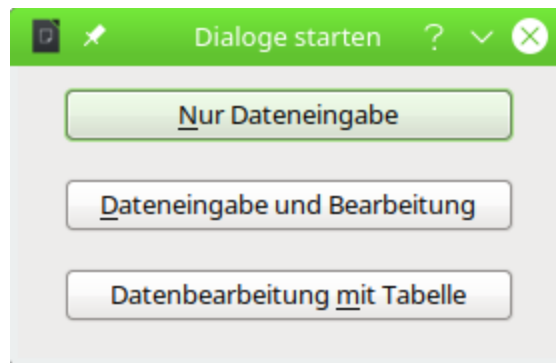 Dialoge starten ?
Nur Dateneingabe
Dateneingabe und Bearbeitung
Datenbearbeitung mit Tabelle